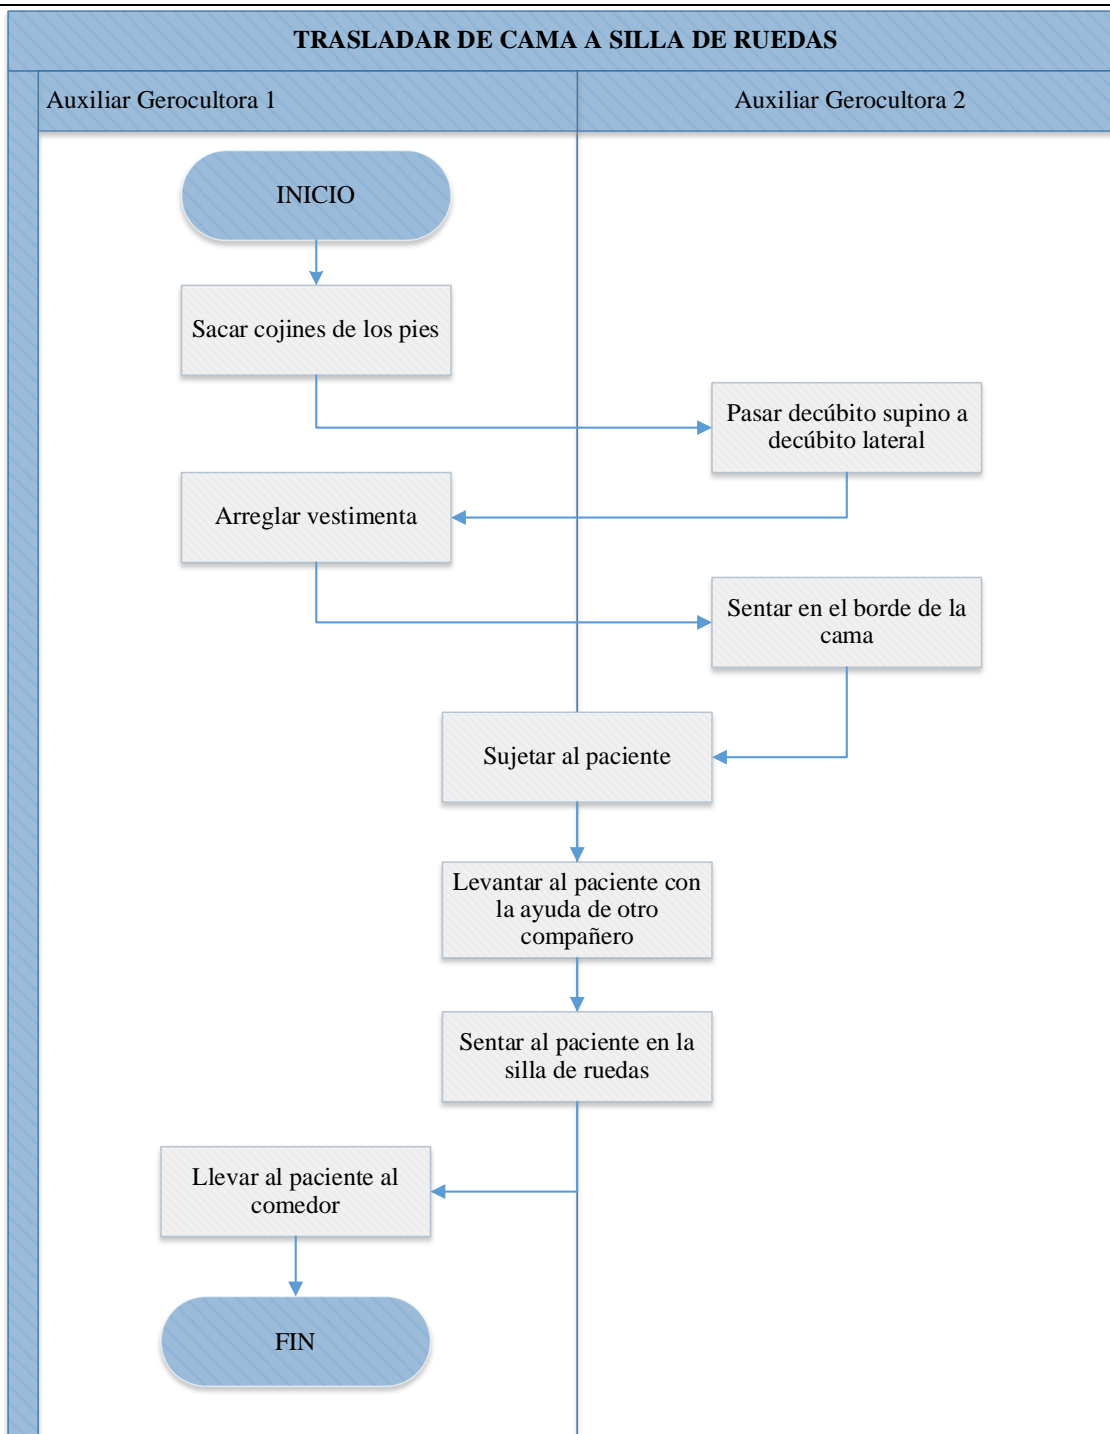 TRASLADAR DE CAMA A SILLA DE RUEDAS
Auxiliar Gerocultora 1
Auxiliar Gerocultora 2
INICIO
Sacar cojines de los pies
Pasar decúbito supino a
decúbito lateral
Arreglar vestimenta
Sentar en el borde de la
cama
Sujetar al paciente
Levantar al paciente con
la ayuda de otro
compañero
Sentar al paciente en la
silla de ruedas
Llevar al paciente al
comedor
FIN